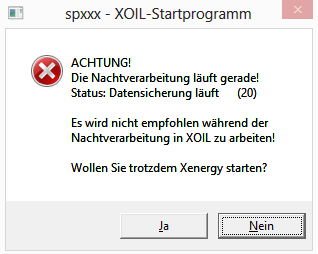 spxxx - XOIL-Startprogramm
ACHTUNG!
Die Nachtverarbeitung läuft gerade!
Status: Datensicherung läuft (20)
Es wird nicht empfohlen während der
Nachtverarbeitung in XOIL zu arbeiten!
Wollen Sie trotzdem Xenergy starten?
Ja
Nein